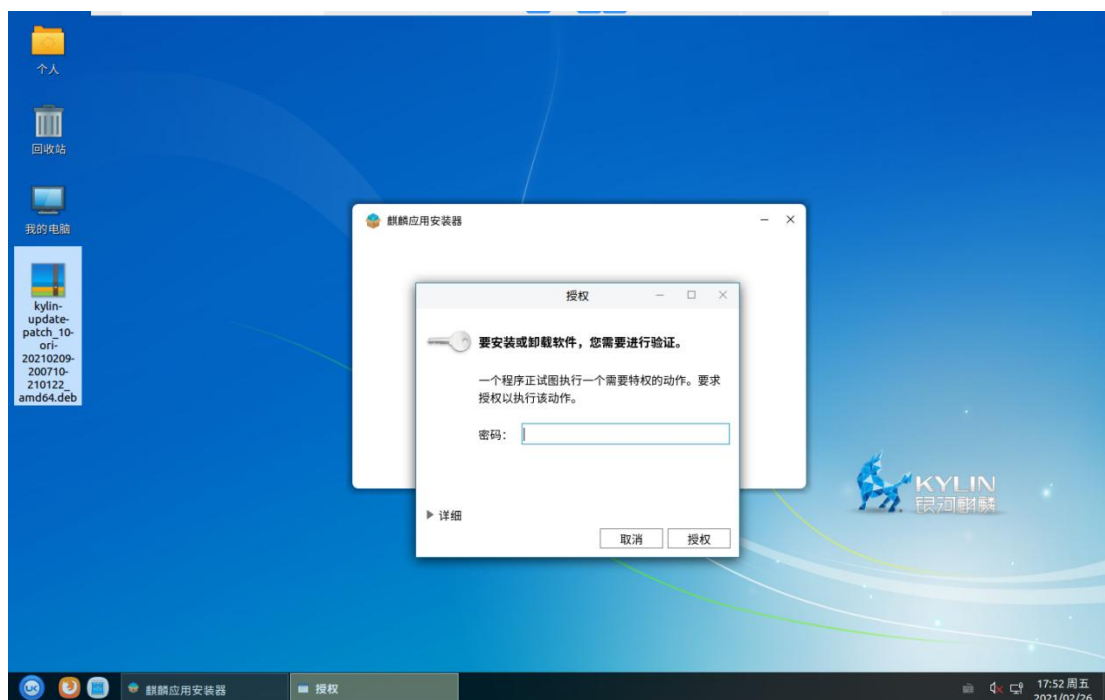 个人
回收站
我的电脑
kylin-
update-
patch_10-
ori-
20210209-
200710-
210122_
amd64.deb
麒麟应用安装器
授权
要安装或卸载软件，您需要进行验证。
一个程序正试图执行一个需要特权的动作。要求
授权以执行该动作。
密码：
详细
取消
授权
KYLIN
银河麒麟
UK
麒麟应用安装器
授权
17:52 周五
2021/02/26